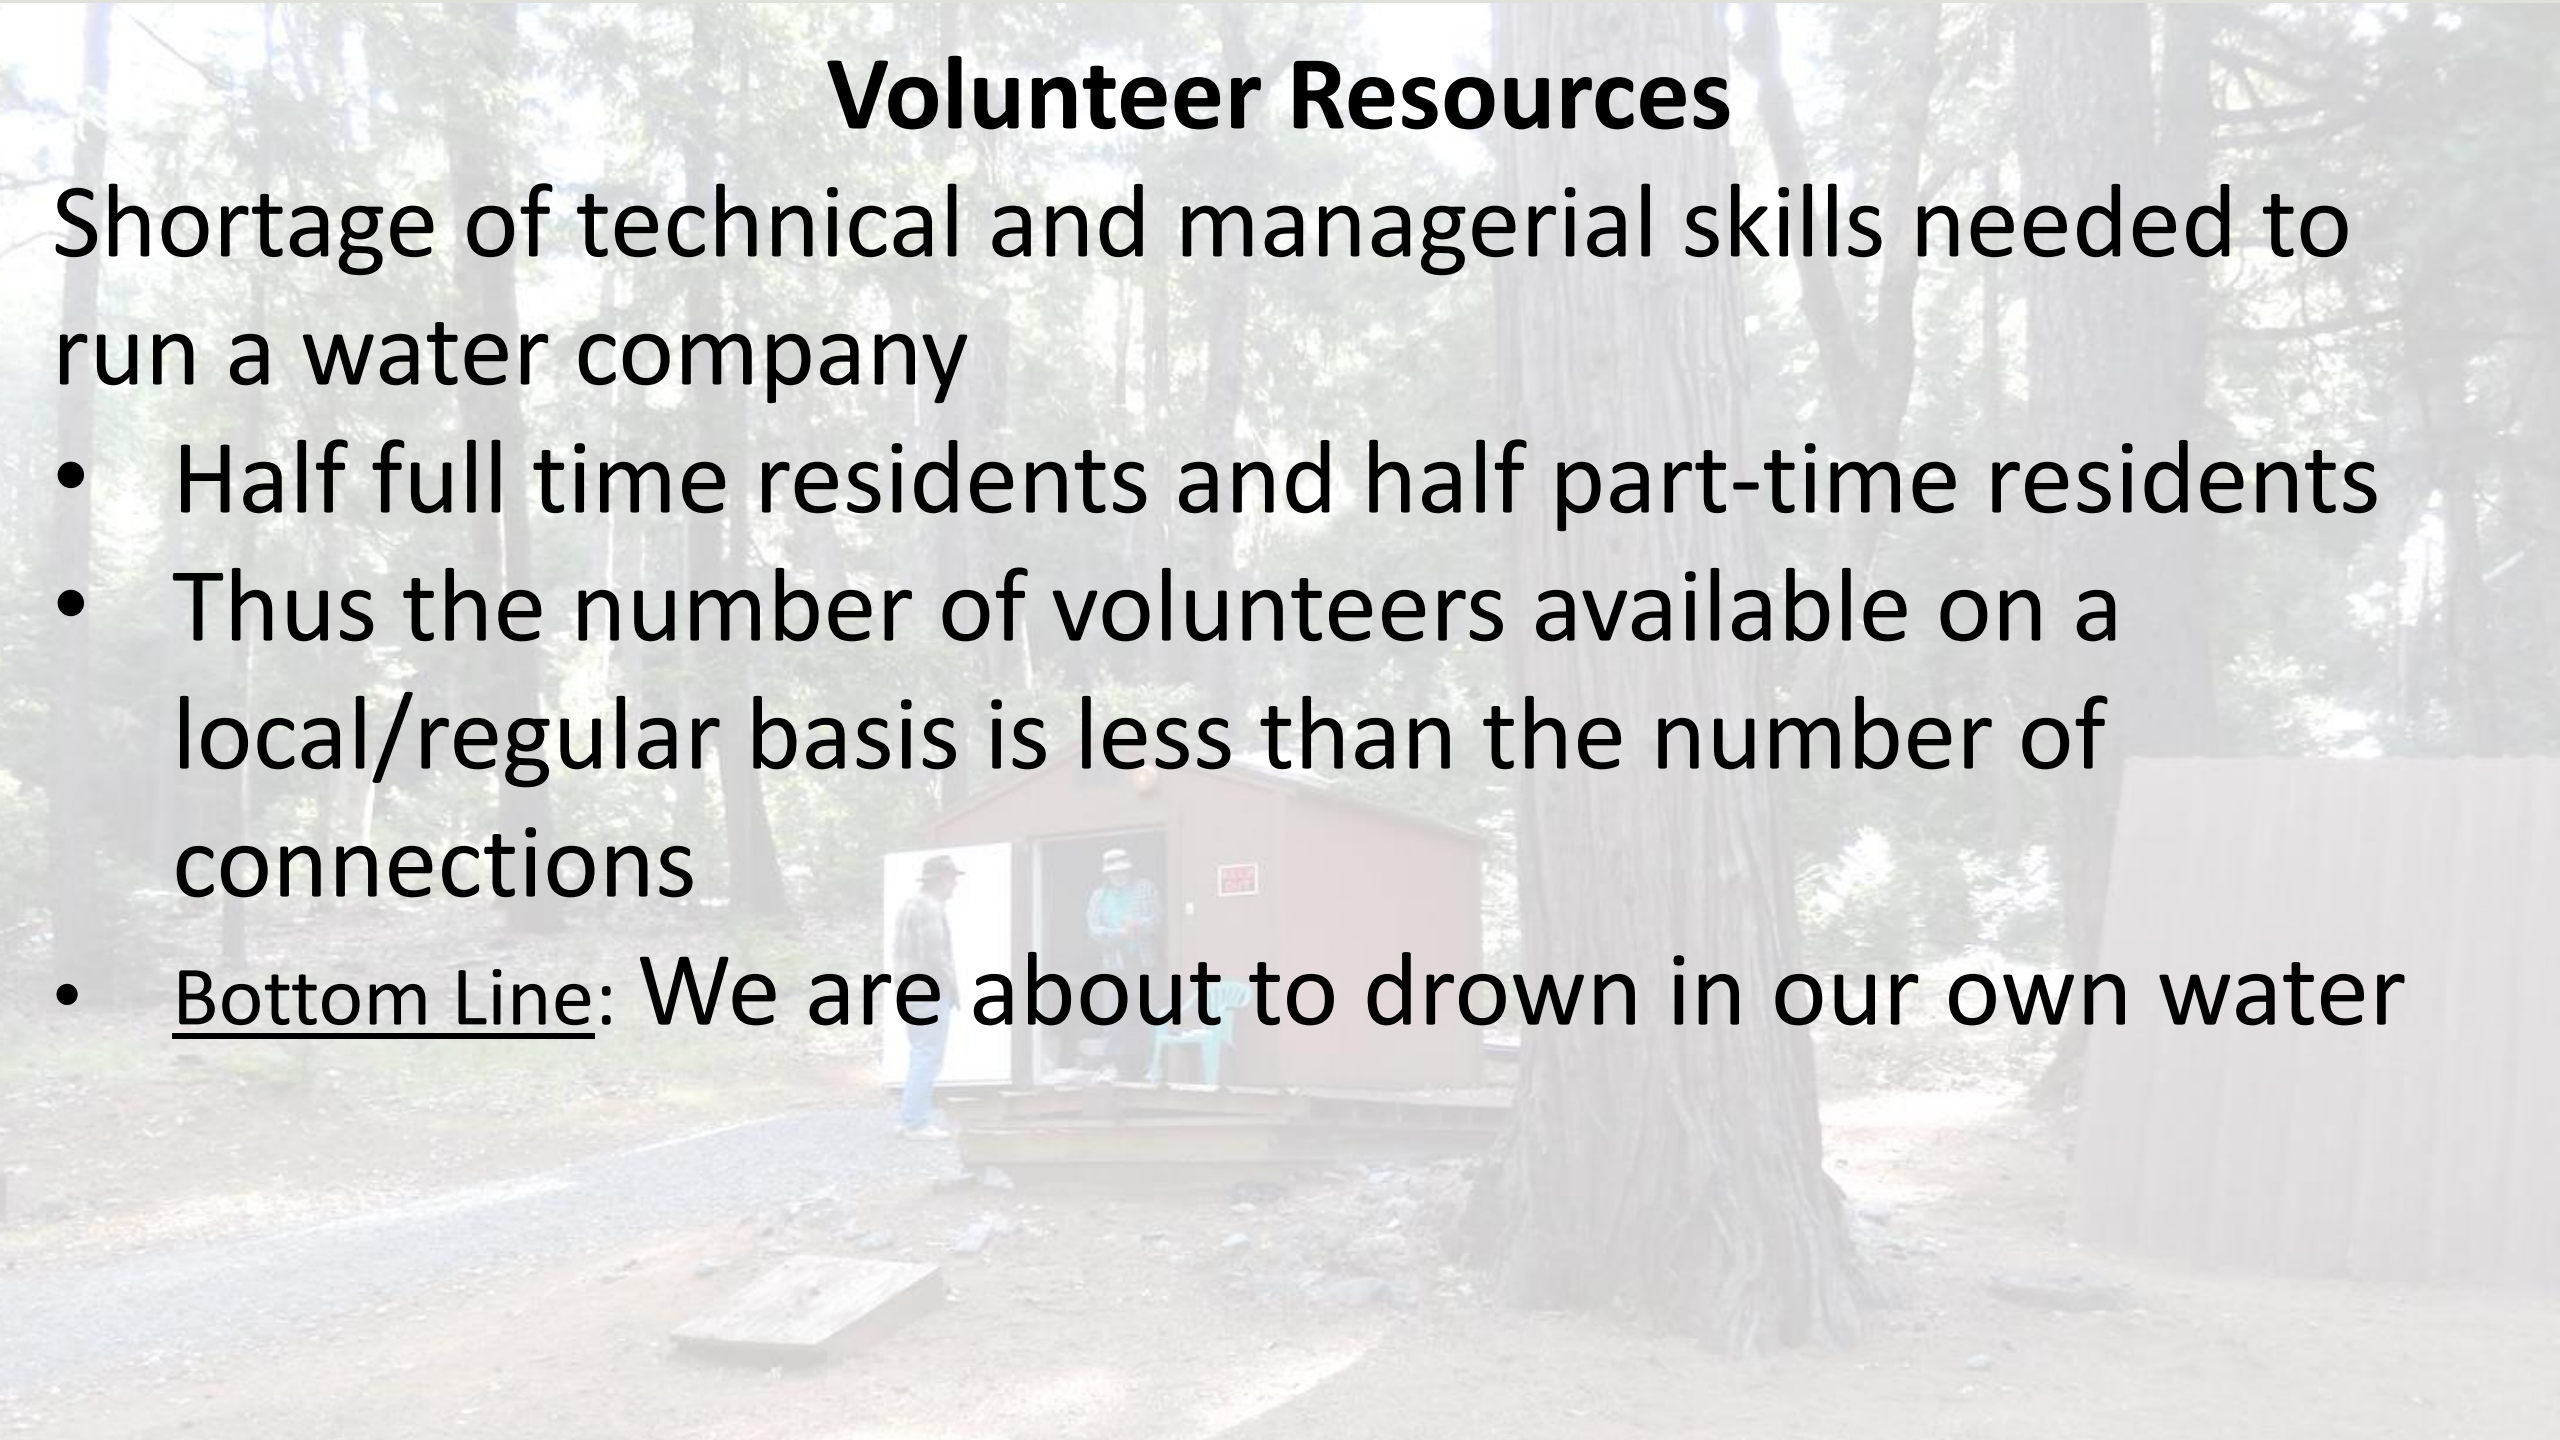 Volunteer Resources
Shortage of technical and managerial skills needed to
run a water company
• Half full time residents and half part-time residents
• Thus the number of volunteers available on a
local/regular basis is less than the number of
connections
• Bottom Line: We are about to drown in our own water
KEEP
OUT